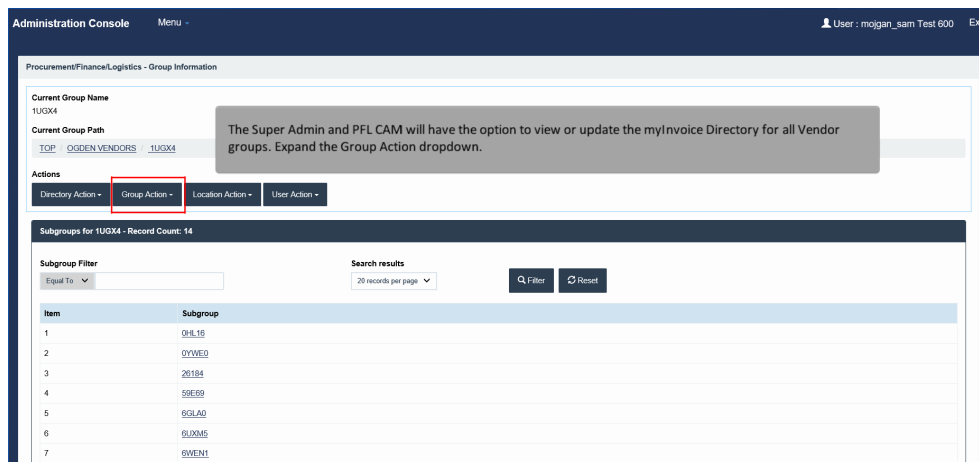 Administration Console Menu
User : mojgan_sam Test 600 Ex
Procurement/Finance/Logistics - Group Information
Current Group Name
1UGX4
Current Group Path
TOP / OGDEN VENDORS / 1UGX4
The Super Admin and PFL CAM will have the option to view or update the myInvoice Directory for all Vendor
groups. Expand the Group Action dropdown.
Actions
Directory Action Group Action Location Action User Action
Subgroups for 1UGX4 - Record Count: 14
Subgroup Filter Search results
Equal To 20 records per page Filter Reset
Item Subgroup
1 0HL16
2 0YWE0
3 26184
4 59E69
5 6GLA0
6 6UXM5
7 6WEN1